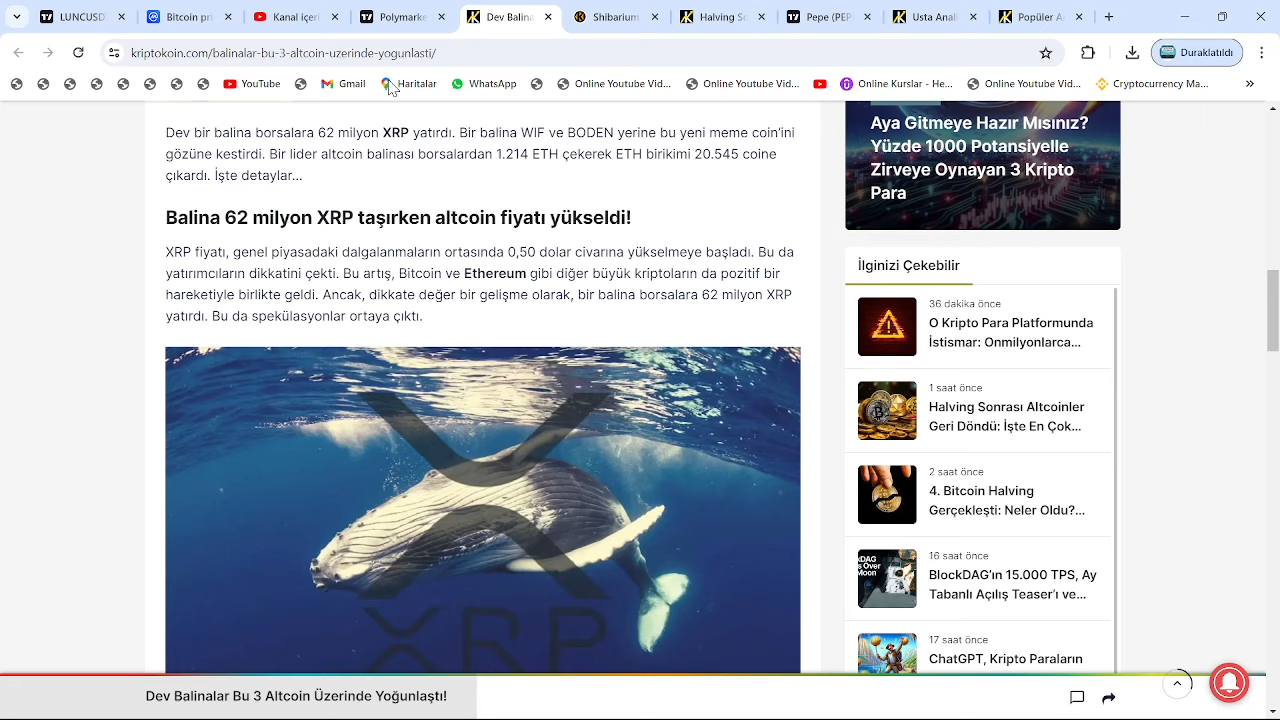 LUNCUSD
Bitcoin pri
Kanal içeri
Polymarke
Dev Balina
Shibarium
Halving So
Pepe (PEP
Usta Anali
Popüler A
kriptokoin.com/balinalar-bu-3-altcoin-uzerinde-yogunlasti/
Duraklatıldı
YouTube
Gmail
Haritalar
WhatsApp
Online Youtube Vid...
Online Youtube Vid...
Online Kurslar - He...
Online Youtube Vid...
Cryptocurrency Ma...
Dev bir balina borsalara 62 milyon XRP yatırdı. Bir balina WIF ve BODEN yerine bu yeni meme coin'ini
gözüne kestirdi. Bir lider altcoin balinası borsalardan 1.214 ETH çekerek ETH birikimi 20.545 coine
çıkardı. İşte detaylar...
Balina 62 milyon XRP taşırken altcoin fiyatı yükseldi!
XRP fiyatı, genel piyasadaki dalgalanmaların ortasında 0,50 dolar civarına yükselmeye başladı. Bu da
yatırımcıların dikkatini çekti. Bu artış, Bitcoin ve Ethereum gibi diğer büyük kriptoların da pozitif bir
hareketiyle birlikte geldi. Ancak, dikkate değer bir gelişme olarak, bir balina borsalara 62 milyon XRP
yatırdı. Bu da spekülasyonlar ortaya çıktı.
XRP
Aya Gitmeye Hazır Mısınız?
Yüzde 1000 Potansiyelle
Zirveye Oynayan 3 Kripto
Para
İlginizi Çekebilir
36 dakika önce
O Kripto Para Platformunda
İstismar: Onmilyonlarca...
1 saat önce
Halving Sonrası Altcoinler
Geri Döndü: İşte En Çok...
2 saat önce
4. Bitcoin Halving
Gerçekleşti: Neler Oldu?...
16 saat önce
BlockDAG'ın 15.000 TPS, Ay
Tabanlı Açılış Teaser'ı ve...
17 saat önce
ChatGPT, Kripto Paraların
Dev Balinalar Bu 3 Altcoin Üzerinde Yoğunlaştı!